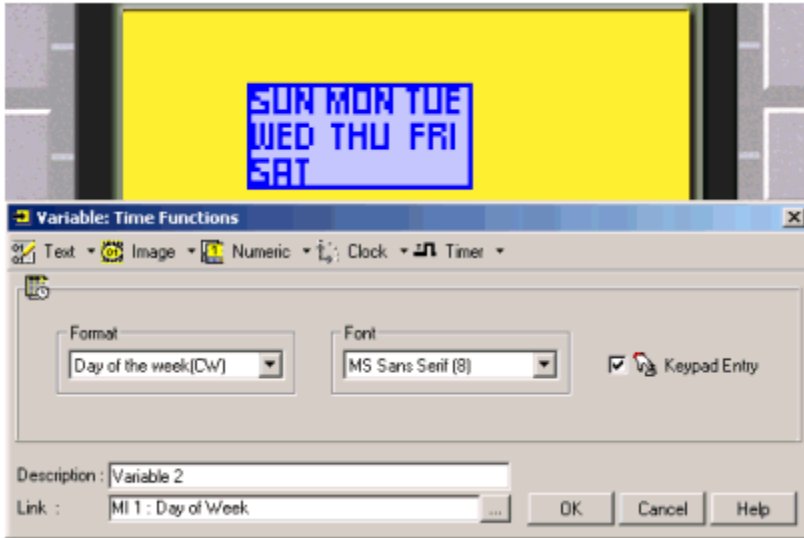 SUN MON TUE
WED THU FRI
SAT
Variable: Time Functions
Text Image Numeric Clock Timer
Format Font
Day of the week(CW) MS Sans Serif (8) Keypad Entry
Description : Variable 2
Link : MI 1 : Day of Week ... OK Cancel Help